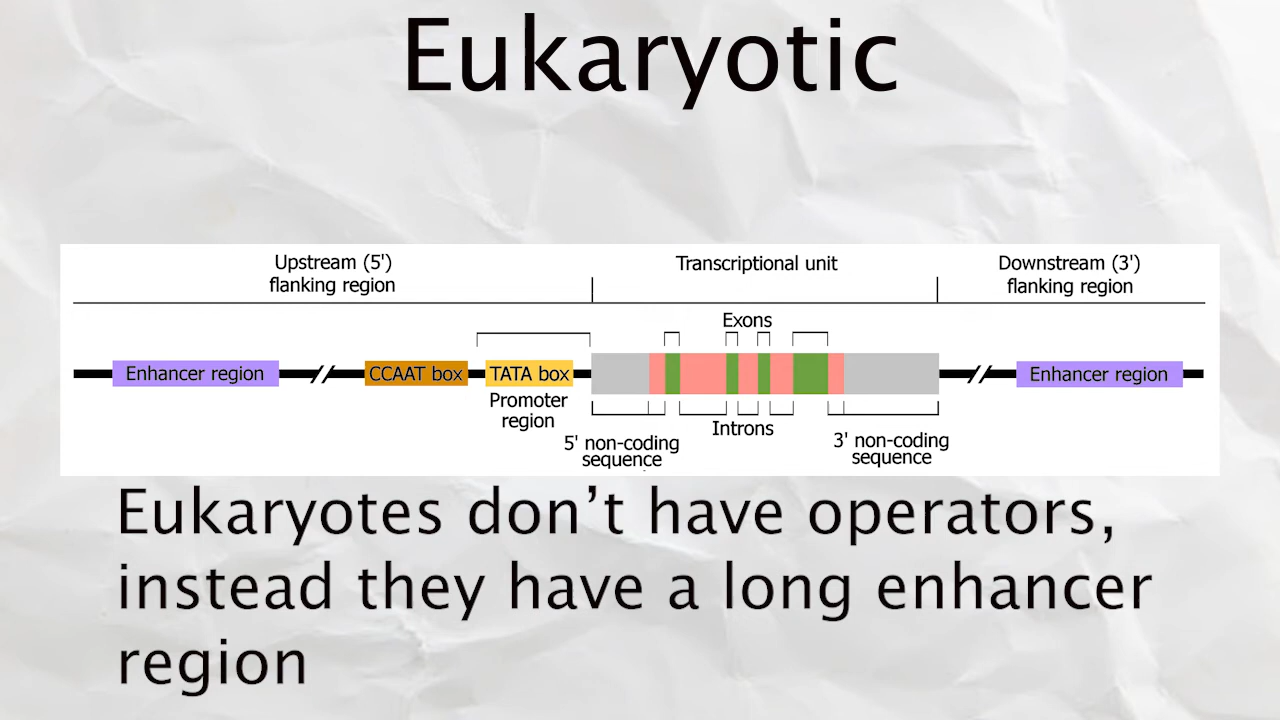 Eukaryotic
Upstream (5')
flanking region
Transcriptional unit
Downstream (3')
flanking region
Exons
Enhancer region
CCAAT box
TATA box
Enhancer region
Promoter
region
Introns
5' non-coding
sequence
3' non-coding
sequence
Eukaryotes don’t have operators,
instead they have a long enhancer
region